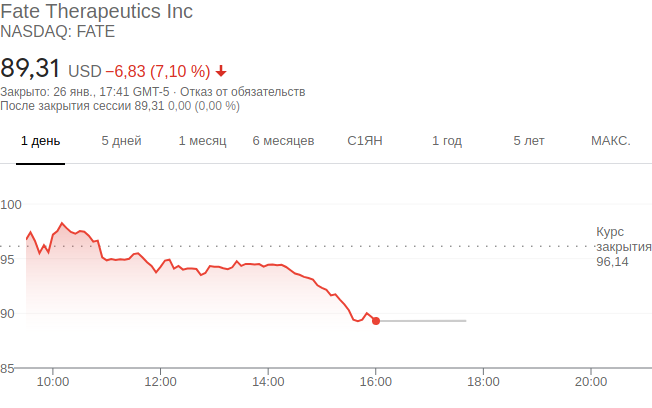 Fate Therapeutics Inc
NASDAQ: FATE
89,31 USD −6,83 (7,10 %)
Закрыто: 26 янв., 17:41 GMT-5 · Отказ от обязательств
После закрытия сессии 89,31 0,00 (0,00 %)
1 день 5 дней 1 месяц 6 месяцев С1ЯН 1 год 5 лет МАКС.
100
95
90
85
Курс
закрытия
96,14
10:00 12:00 14:00 16:00 18:00 20:00